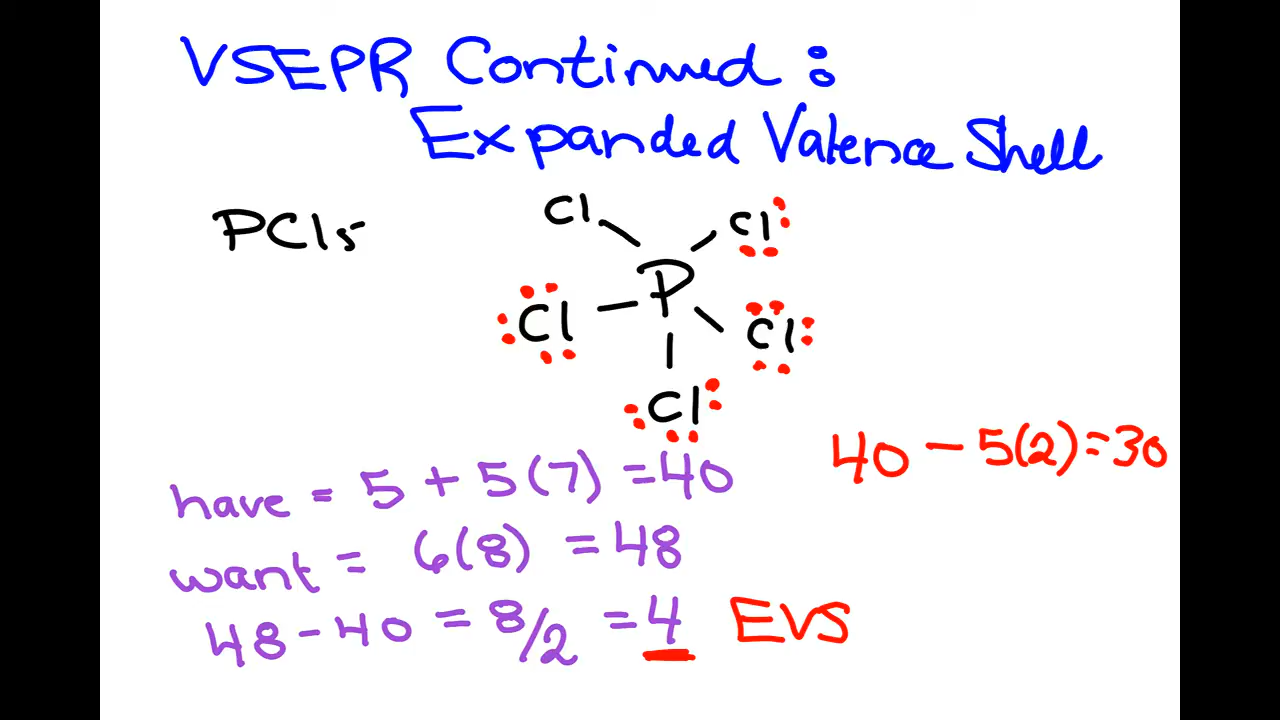 VSEPR Continued :
Expanded Valence Shell
PCl5
Cl Cl
P
Cl Cl
Cl
40 - 5(2) = 30
have = 5 + 5(7) = 40
want = 6(8) = 48
48 - 40 = 8/2 = 4 EVS